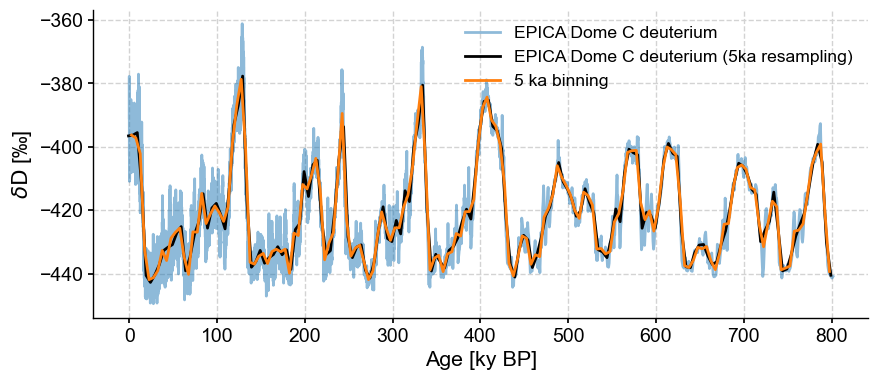 −360
−380
−400
−420
−440
δD [‰]
EPICA Dome C deuterium
EPICA Dome C deuterium (5ka resampling)
5 ka binning
0 100 200 300 400 500 600 700 800
Age [ky BP]